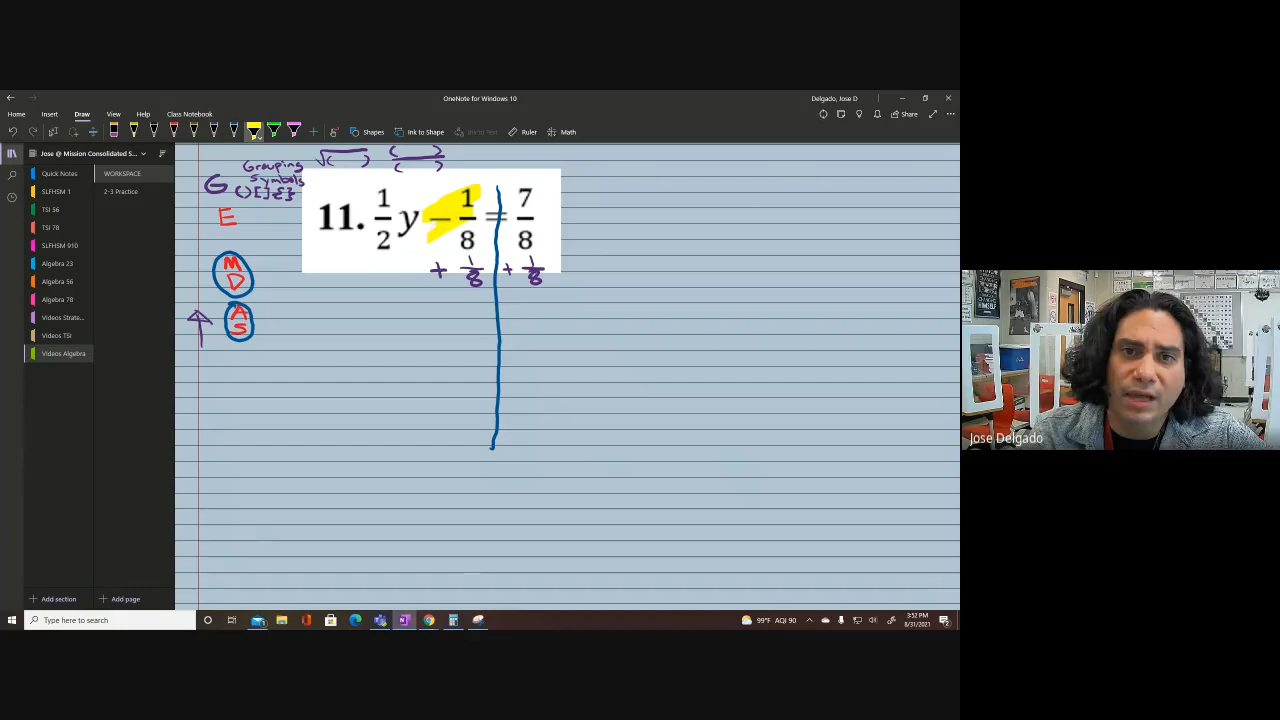 OneNote for Windows 10
Delgado, Jose D
Home Insert Draw View Help Class Notebook
Shapes Ink to Shape Ink to Text Ruler Math Share
Jose @ Mission Consolidated S...
Quick Notes
SLFHSM 1
TSI 56
TSI 78
SLFHSM 910
Algebra 23
Algebra 56
Algebra 78
Videos Strate...
Videos TSI
Videos Algebra
WORKSPACE
2-3 Practice
G Grouping
Symbols
( ) [ ] { }
√( ) ( )/( )
E
M
D
A
S
11. 1/2 y − 1/8 = 7/8
+ 1/8 + 1/8
Jose Delgado
Add section
Add page
Type here to search
99°F AQI 90
3:52 PM
8/31/2021